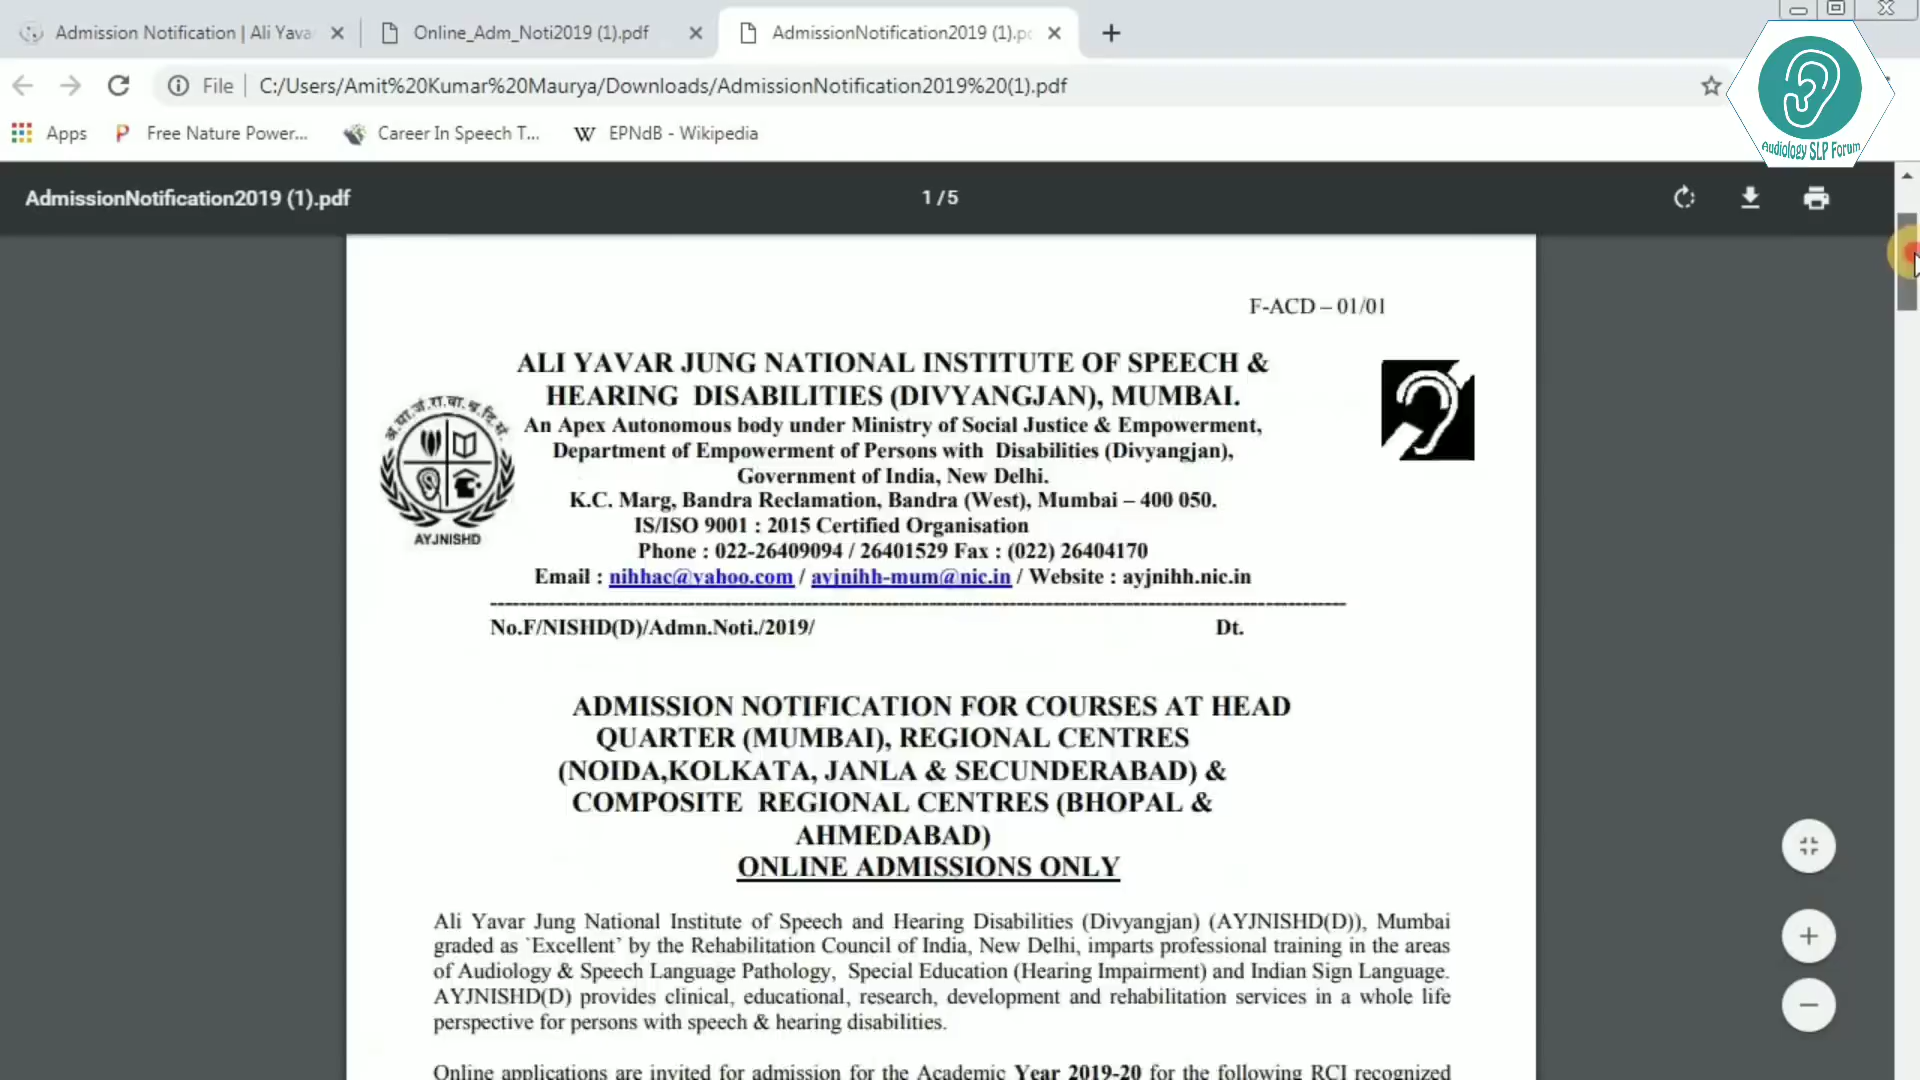 Admission Notification | Ali Yava
Online_Adm_Noti2019 (1).pdf
AdmissionNotification2019 (1).pd
File
C:/Users/Amit%20Kumar%20Maurya/Downloads/AdmissionNotification2019%20(1).pdf
Apps
Free Nature Power...
Career In Speech T...
W EPNdB - Wikipedia
Audiology SLP Forum
AdmissionNotification2019 (1).pdf
1 / 5
F-ACD – 01/01
ALI YAVAR JUNG NATIONAL INSTITUTE OF SPEECH &
HEARING DISABILITIES (DIVYANGJAN), MUMBAI.
An Apex Autonomous body under Ministry of Social Justice & Empowerment,
Department of Empowerment of Persons with Disabilities (Divyangjan),
Government of India, New Delhi.
K.C. Marg, Bandra Reclamation, Bandra (West), Mumbai – 400 050.
IS/ISO 9001 : 2015 Certified Organisation
Phone : 022-26409094 / 26401529 Fax : (022) 26404170
Email : nihhac@yahoo.com / ayjnihh-mum@nic.in / Website : ayjnihh.nic.in
AYJNISHD
No.F/NISHD(D)/Admn.Noti./2019/ Dt.
ADMISSION NOTIFICATION FOR COURSES AT HEAD
QUARTER (MUMBAI), REGIONAL CENTRES
(NOIDA,KOLKATA, JANLA & SECUNDERABAD) &
COMPOSITE REGIONAL CENTRES (BHOPAL &
AHMEDABAD)
ONLINE ADMISSIONS ONLY
Ali Yavar Jung National Institute of Speech and Hearing Disabilities (Divyangjan) (AYJNISHD(D)), Mumbai
graded as `Excellent' by the Rehabilitation Council of India, New Delhi, imparts professional training in the areas
of Audiology & Speech Language Pathology, Special Education (Hearing Impairment) and Indian Sign Language.
AYJNISHD(D) provides clinical, educational, research, development and rehabilitation services in a whole life
perspective for persons with speech & hearing disabilities.
Online applications are invited for admission for the Academic Year 2019-20 for the following RCI recognized